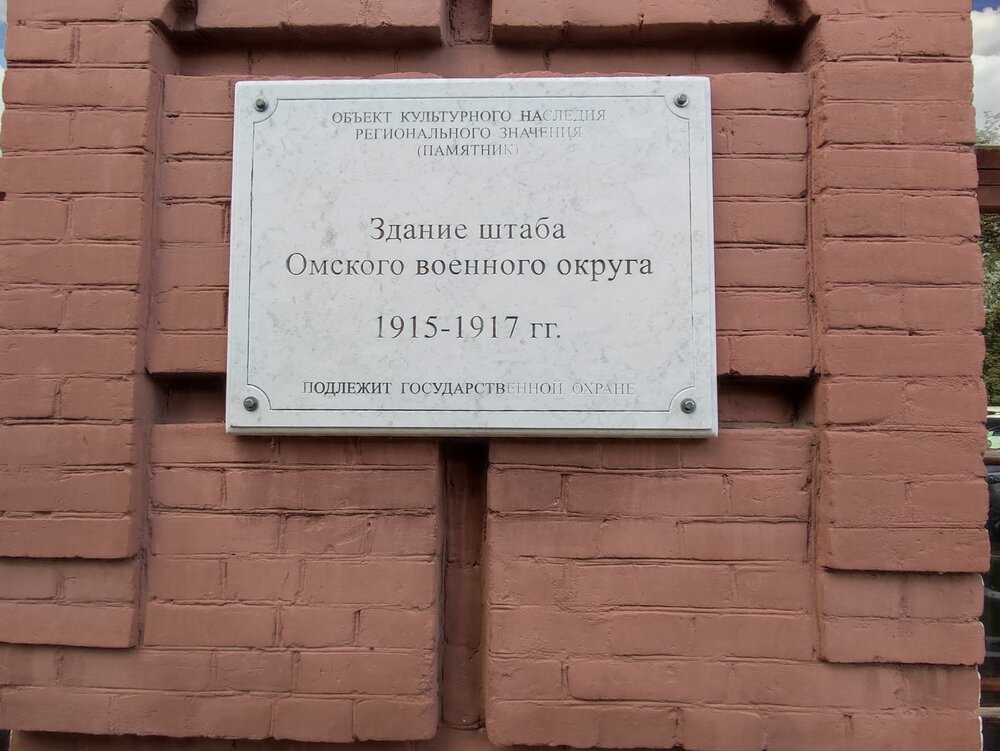 ОБЪЕКТ КУЛЬТУРНОГО НАСЛЕДИЯ
РЕГИОНАЛЬНОГО ЗНАЧЕНИЯ
(ПАМЯТНИК)
Здание штаба
Омского военного округа
1915-1917 гг.
ПОДЛЕЖИТ ГОСУДАРСТВЕННОЙ ОХРАНЕ